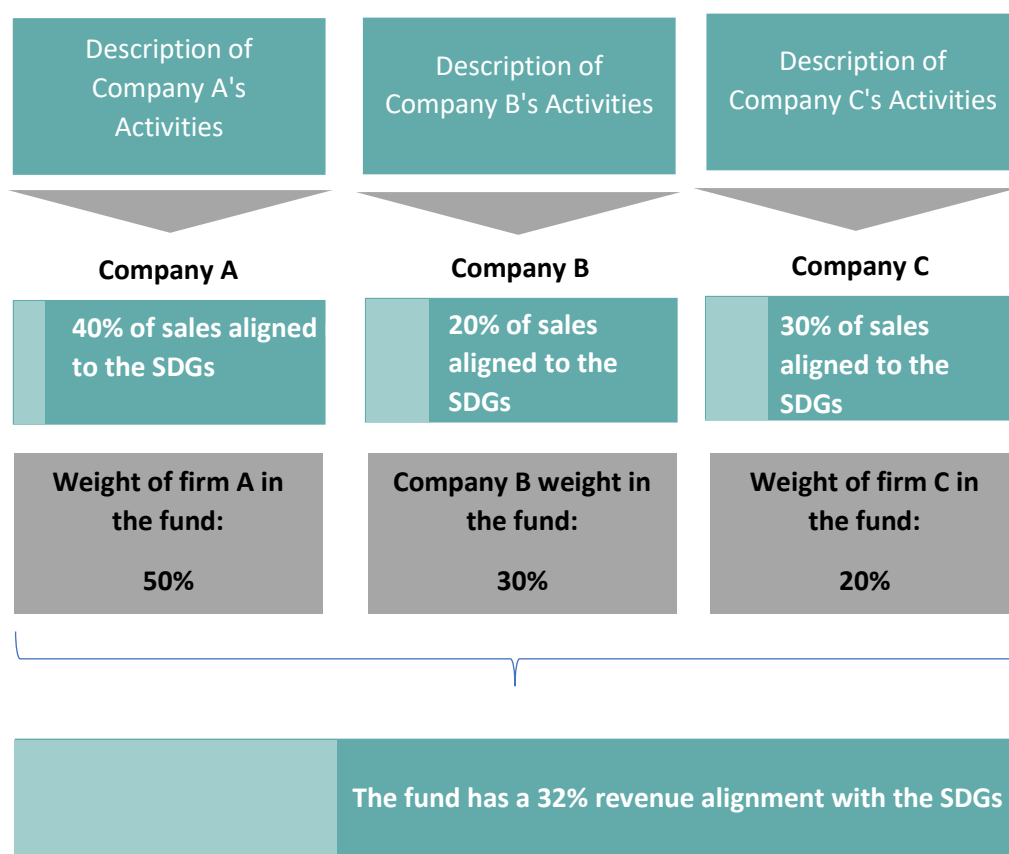 Description of
Company A's
Activities
Description of
Company B's Activities
Description of
Company C's Activities
Company A
Company B
Company C
40% of sales aligned
to the SDGs
20% of sales
aligned to the
SDGs
30% of sales
aligned to the
SDGs
Weight of firm A in
the fund:
50%
Company B weight in
the fund:
30%
Weight of firm C in
the fund:
20%
The fund has a 32% revenue alignment with the SDGs